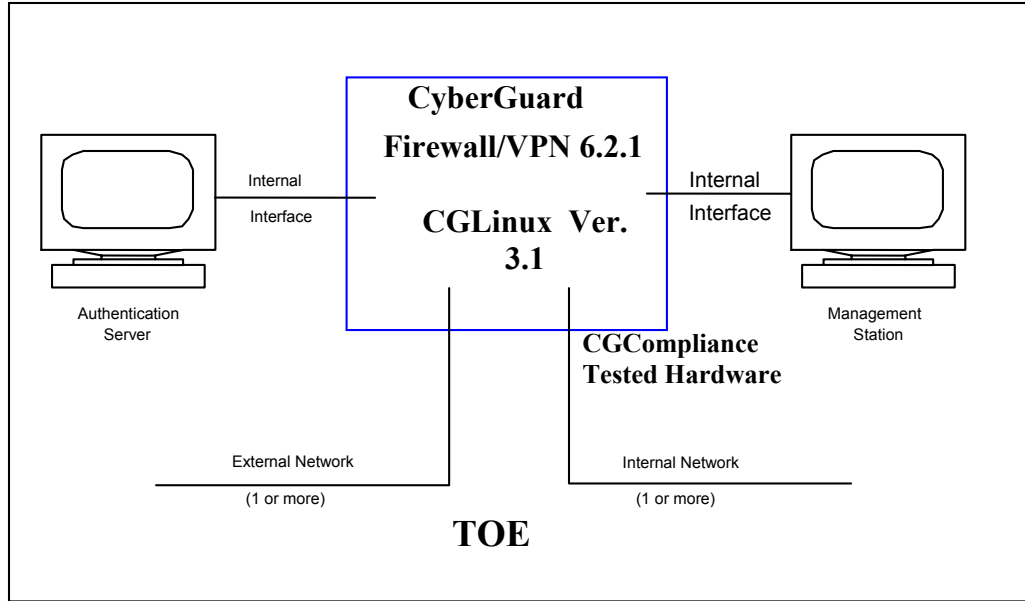 CyberGuard
Firewall/VPN 6.2.1
CGLinux Ver.
3.1
Internal
Interface
Internal
Interface
Authentication
Server
Management
Station
CGCompliance
Tested Hardware
External Network
(1 or more)
Internal Network
(1 or more)
TOE